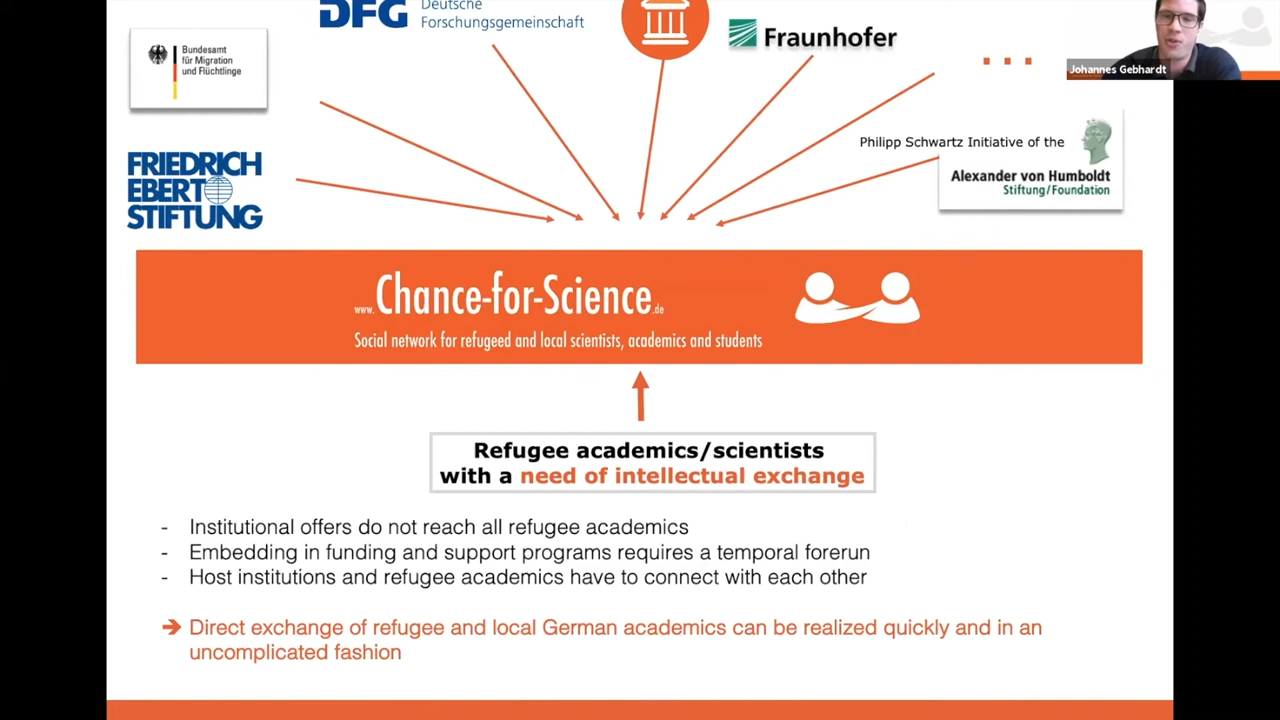 DFG Deutsche
Forschungsgemeinschaft
Fraunhofer
Johannes Gebhardt
Bundesamt
für Migration
und Flüchtlinge
...
Philipp Schwartz Initiative of the
Alexander von Humboldt
Stiftung/Foundation
FRIEDRICH
EBERT
STIFTUNG
www.Chance-for-Science.de
Social network for refugeed and local scientists, academics and students
Refugee academics/scientists
with a need of intellectual exchange
- Institutional offers do not reach all refugee academics
- Embedding in funding and support programs requires a temporal forerun
- Host institutions and refugee academics have to connect with each other
➔ Direct exchange of refugee and local German academics can be realized quickly and in an
uncomplicated fashion